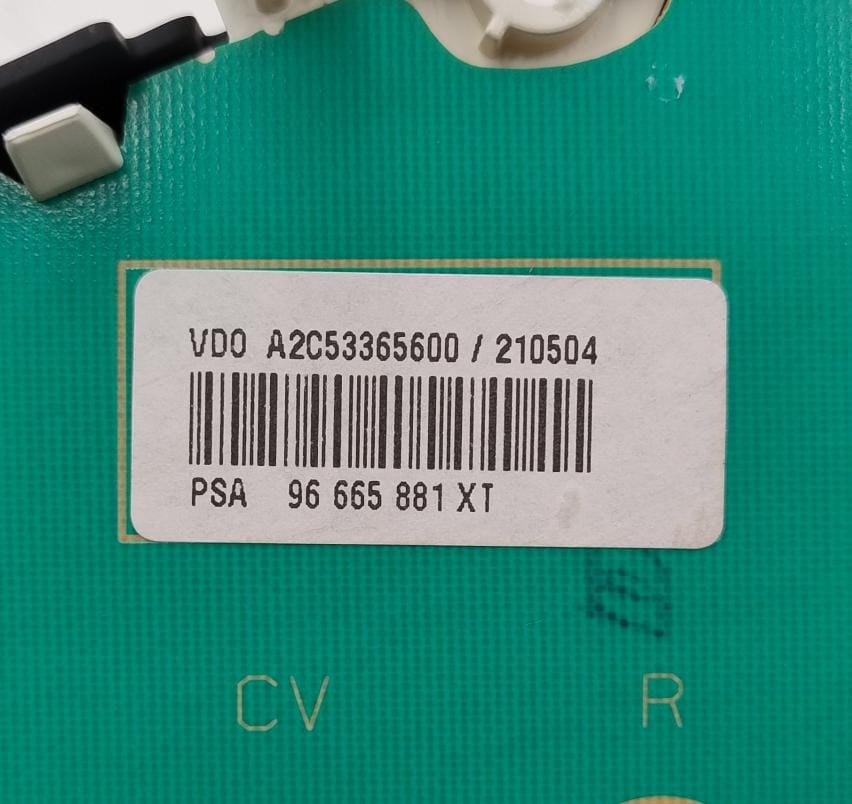 VDO A2C53365600 / 210504
PSA 96 665 881 XT
CV R